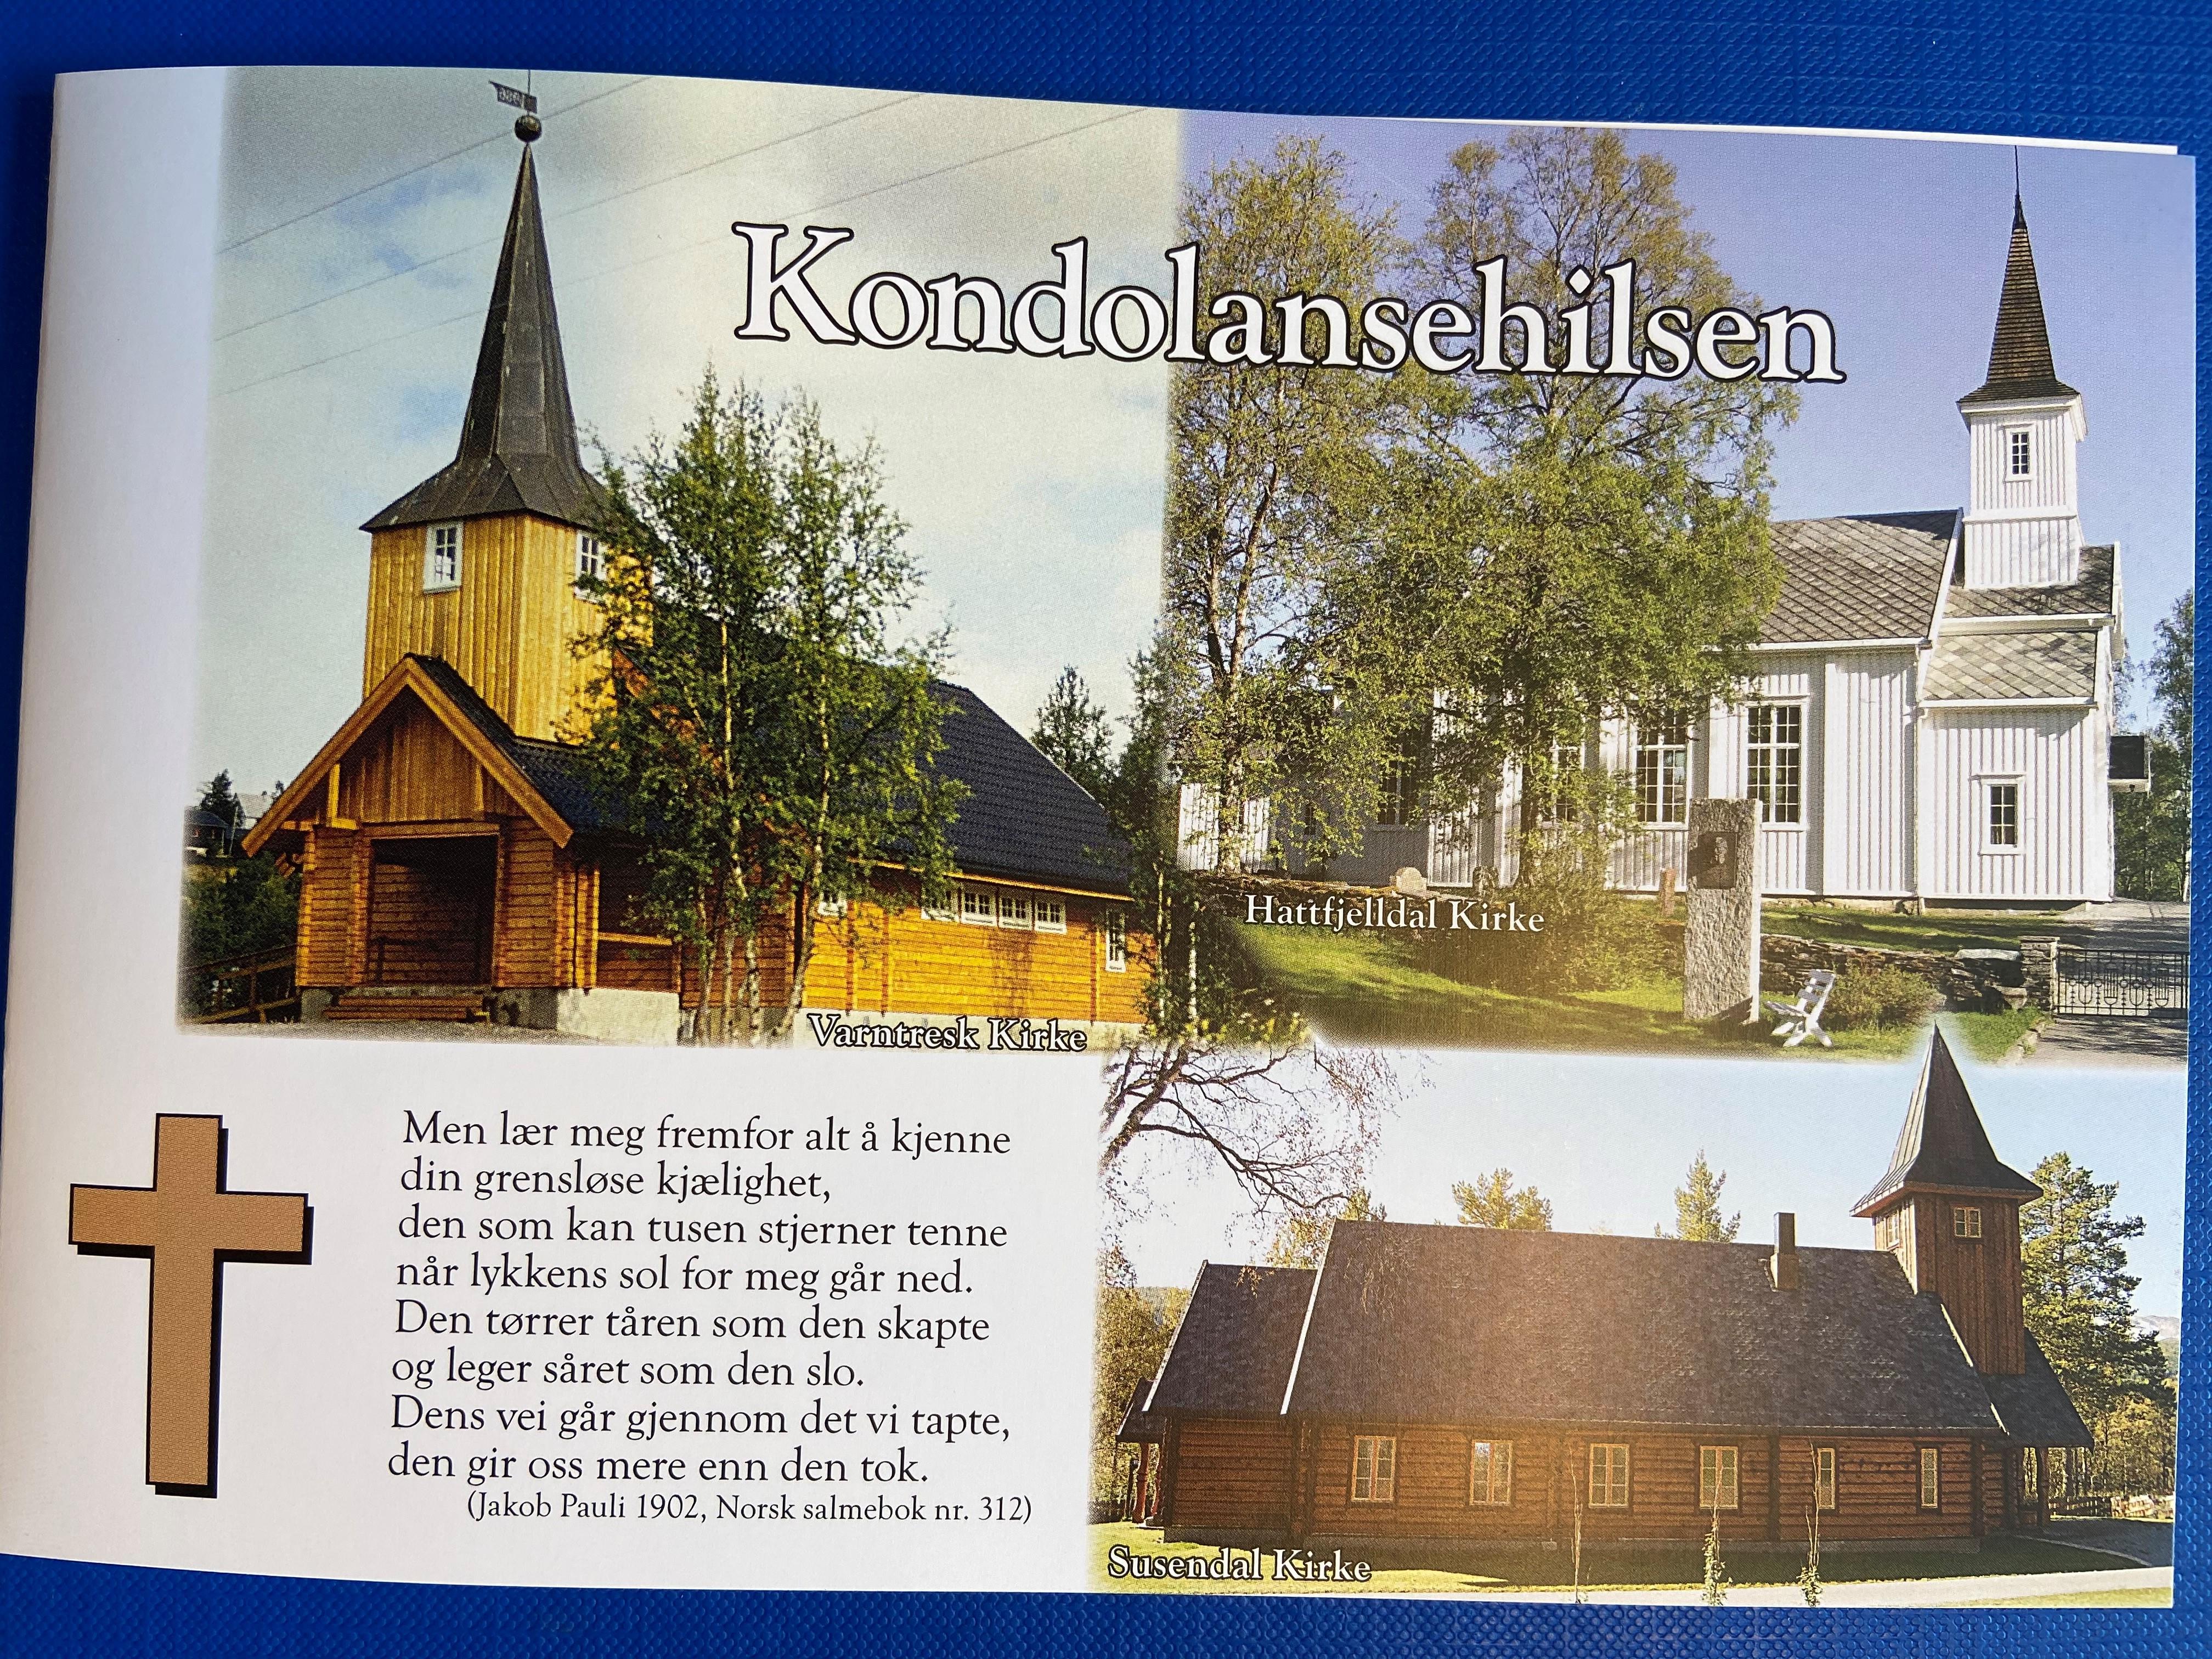 Kondolansehilsen
Varntresk Kirke
Hattfjelldal Kirke
Men lær meg fremfor alt å kjenne
din grensløse kjælighet,
den som kan tusen stjerner tenne
når lykkens sol for meg går ned.
Den tørrer tåren som den skapte
og leger såret som den slo.
Dens vei går gjennom det vi tapte,
den gir oss mere enn den tok.
(Jakob Pauli 1902, Norsk salmebok nr. 312)
Susendal Kirke